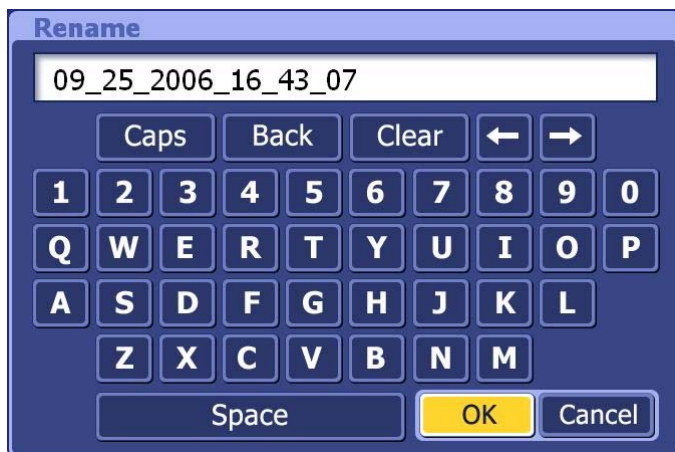 Rename
09_25_2006_16_43_07
Caps Back Clear ← →
1 2 3 4 5 6 7 8 9 0
Q W E R T Y U I O P
A S D F G H J K L
Z X C V B N M
Space OK Cancel